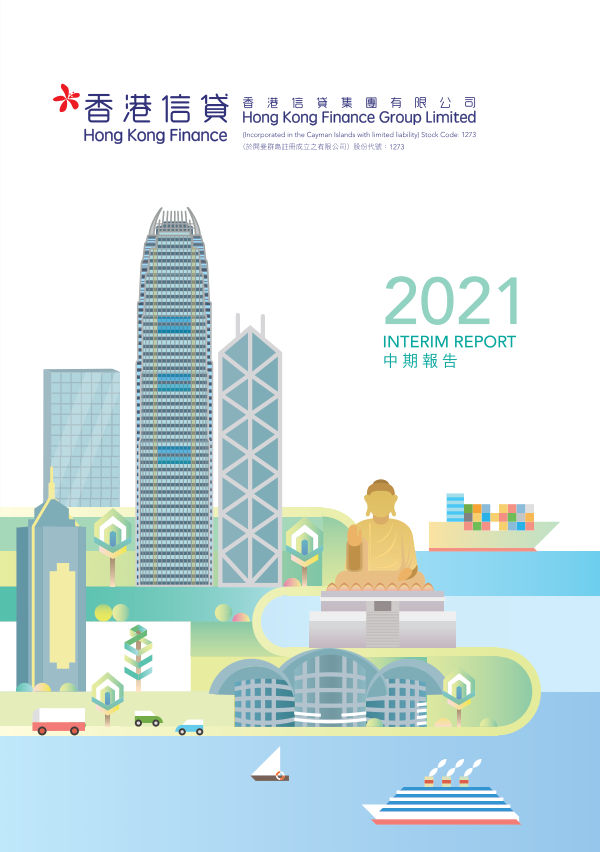 香港信貸
Hong Kong Finance
香港信貸集團有限公司
Hong Kong Finance Group Limited
(Incorporated in the Cayman Islands with limited liability) Stock Code: 1273
(於開曼群島註冊成立之有限公司) 股份代號：1273
2021
INTERIM REPORT
中期報告